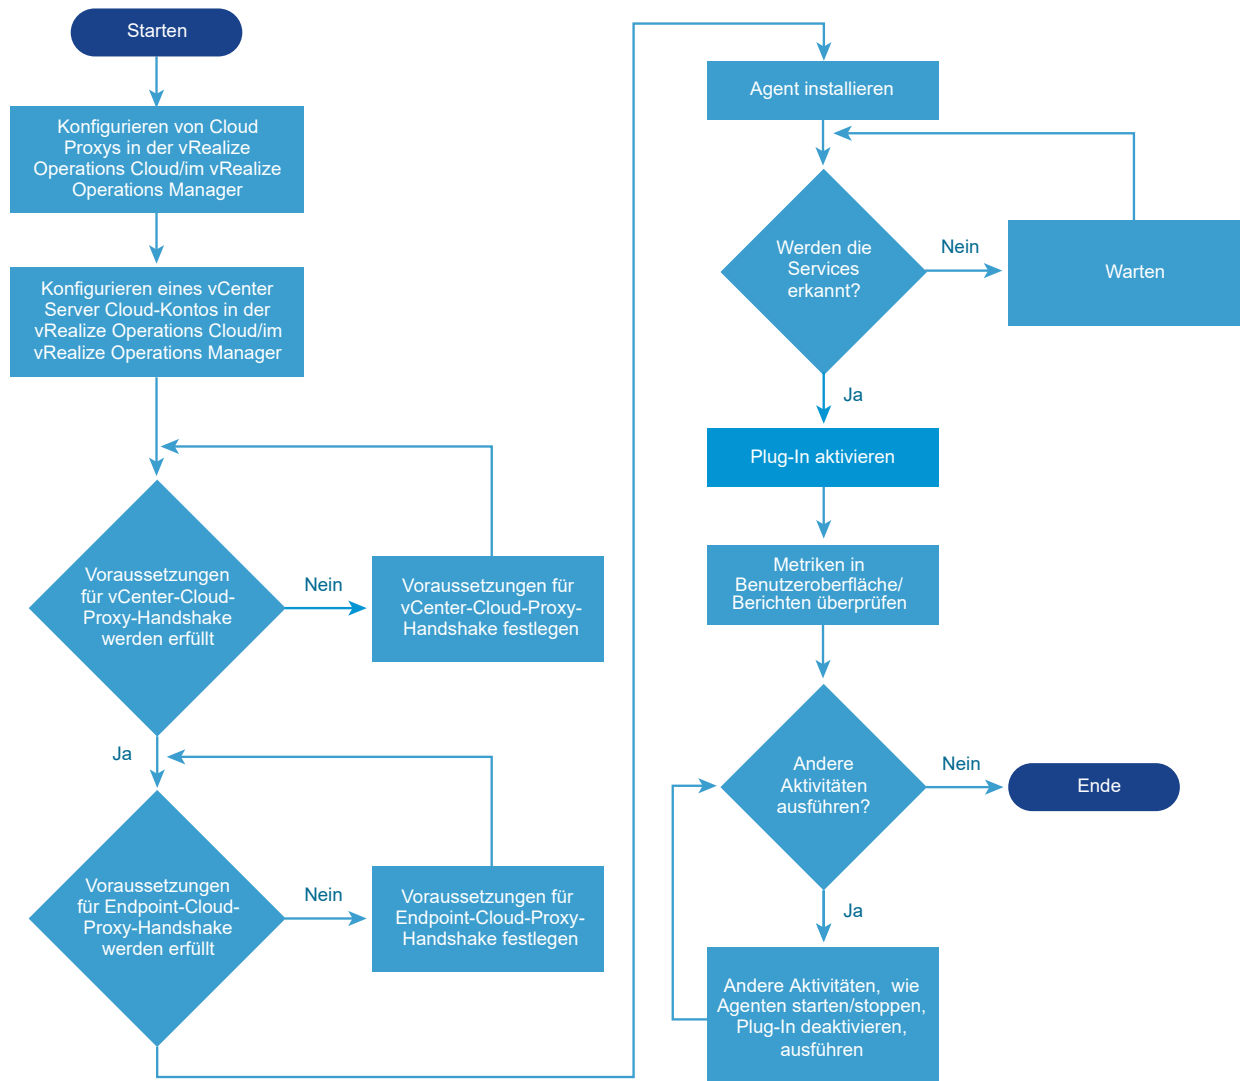 Starten
Konfigurieren von Cloud
Proxys in der vRealize
Operations Cloud/im vRealize
Operations Manager
Konfigurieren eines vCenter
Server Cloud-Kontos in der
vRealize Operations Cloud/im
vRealize Operations Manager
Voraussetzungen
für vCenter-Cloud-
Proxy-Handshake
werden erfüllt
Nein
Voraussetzungen für
vCenter-Cloud-Proxy-
Handshake festlegen
Ja
Voraussetzungen
für Endpoint-Cloud-
Proxy-Handshake
werden erfüllt
Nein
Voraussetzungen für
Endpoint-Cloud-Proxy-
Handshake festlegen
Agent installieren
Werden die
Services
erkannt?
Nein
Warten
Ja
Plug-In aktivieren
Metriken in
Benutzeroberfläche/
Berichten überprüfen
Andere
Aktivitäten
ausführen?
Nein
Ende
Ja
Andere Aktivitäten,  wie
Agenten starten/stoppen,
Plug-In deaktivieren,
ausführen